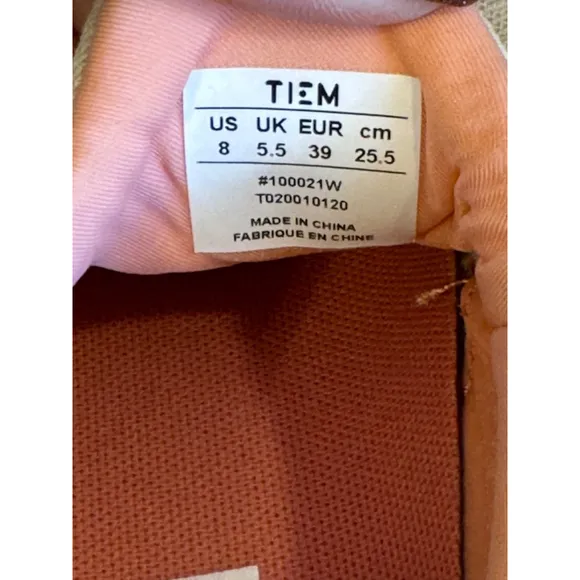 TIEM
US UK EUR cm
8 5.5 39 25.5
#100021W
T020010120
MADE IN CHINA
FABRIQUE EN CHINE